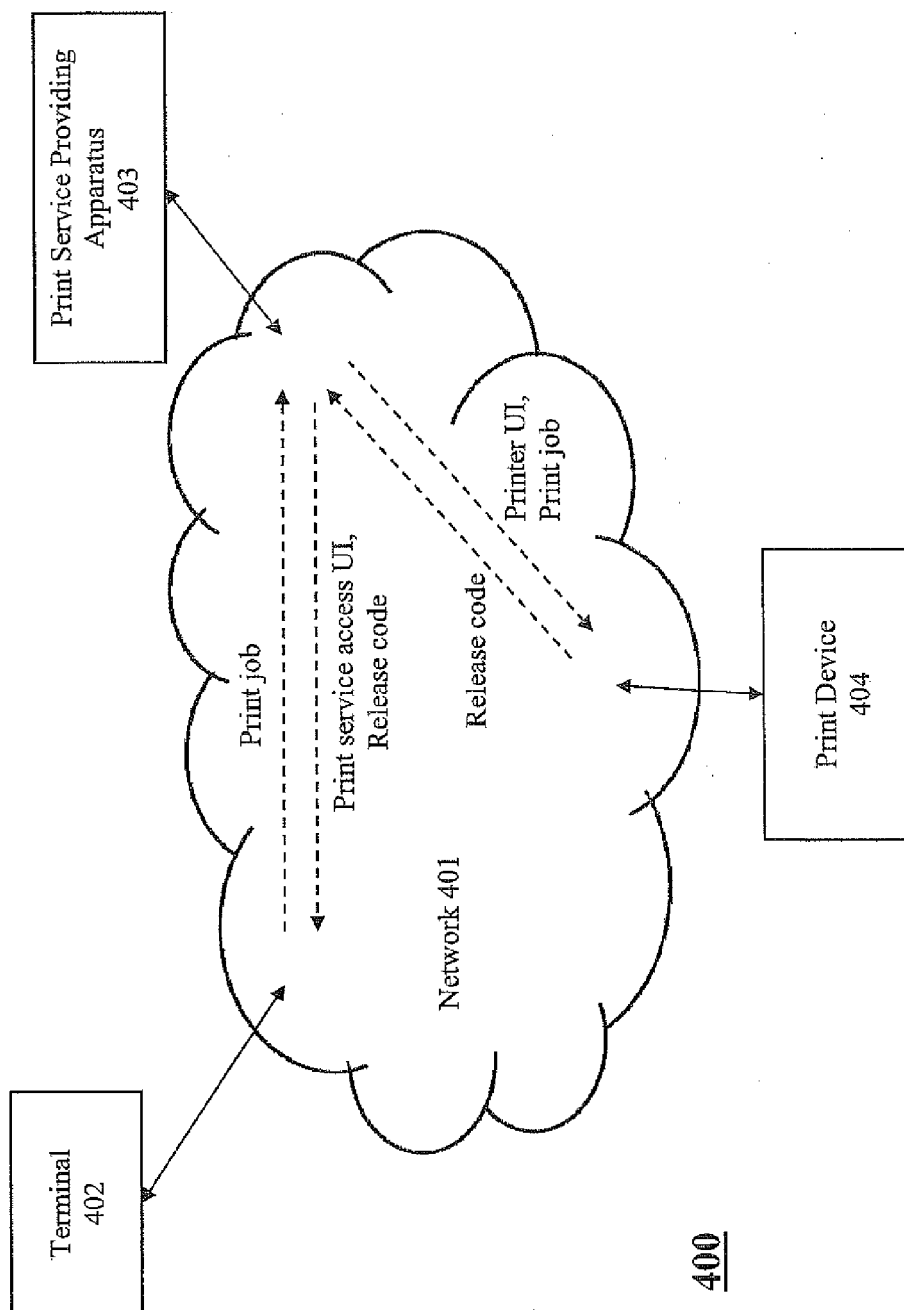 Terminal
402
Print Service Providing
Apparatus
403
Print job
Print service access UI,
Release code
Release code
Printer UI,
Print job
Network 401
Print Device
404
400